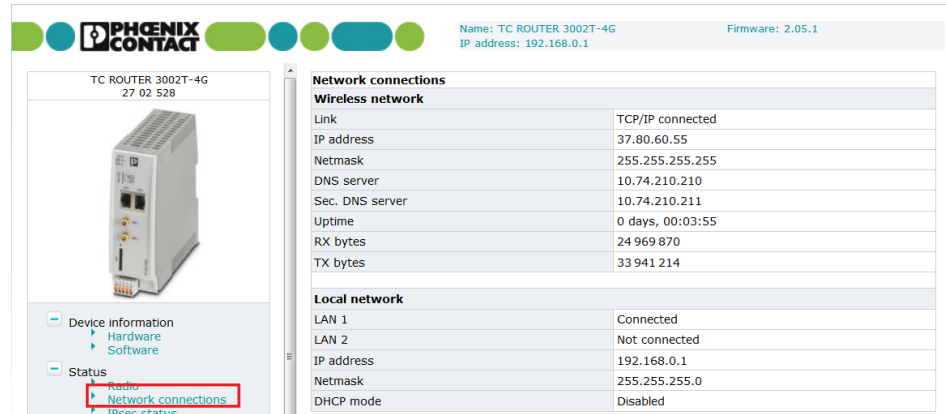 PHŒNIX
CONTACT
Name: TC ROUTER 3002T-4G
IP address: 192.168.0.1
Firmware: 2.05.1
TC ROUTER 3002T-4G
27 02 528
Device information
Hardware
Software
Status
Radio
Network connections
IPsec status
Network connections
Wireless network
Link TCP/IP connected
IP address 37.80.60.55
Netmask 255.255.255.255
DNS server 10.74.210.210
Sec. DNS server 10.74.210.211
Uptime 0 days, 00:03:55
RX bytes 24 969 870
TX bytes 33 941 214
Local network
LAN 1 Connected
LAN 2 Not connected
IP address 192.168.0.1
Netmask 255.255.255.0
DHCP mode Disabled